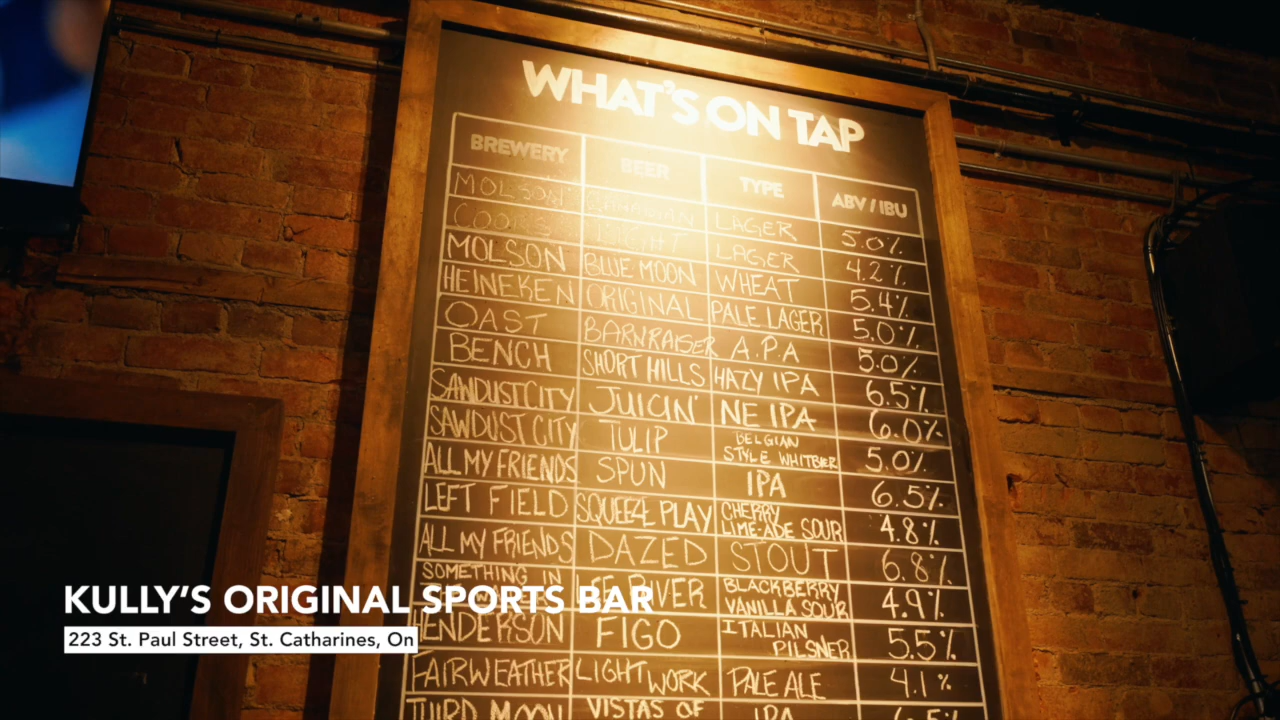 WHAT'S ON TAP
BREWERY BEER TYPE ABV / IBU
MOLSON CANADIAN LAGER 5.0%
COORS LIGHT LAGER 4.2%
MOLSON BLUE MOON WHEAT 5.4%
HEINEKEN ORIGINAL PALE LAGER 5.0%
OAST BARNRAISER A.P.A 5.0%
BENCH SHORT HILLS HAZY IPA 6.5%
SAWDUST CITY JUICIN' NE IPA 6.0%
SAWDUST CITY TULIP BELGIAN STYLE WHITBIER 5.0%
ALL MY FRIENDS SPUN IPA 6.5%
LEFT FIELD SQUEEZE PLAY CHERRY LIME-ADE SOUR 4.8%
ALL MY FRIENDS DAZED STOUT 6.8%
SOMETHING IN RIVER BLACKBERRY VANILLA SOUR 4.9%
HENDERSON FIGO ITALIAN PILSNER 5.5%
FAIRWEATHER LIGHT WORK PALE ALE 4.1%
THIRD MOON VISTAS OF IPA
KULLY'S ORIGINAL SPORTS BAR
223 St. Paul Street, St. Catharines, On